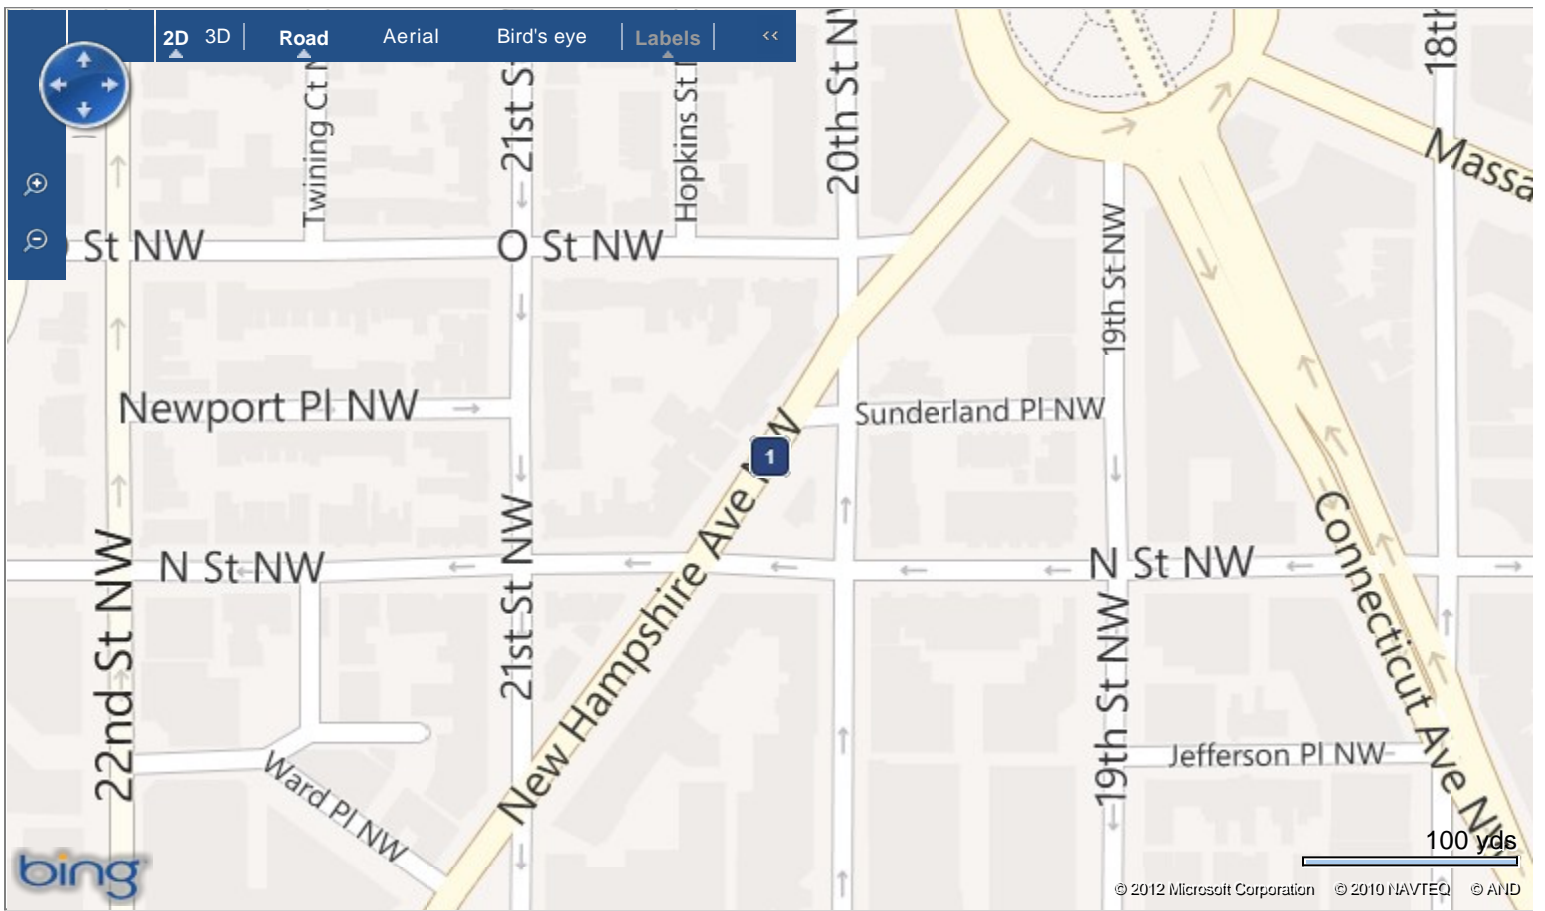 2D 3D Road Aerial Bird's eye Labels <<
Twining Ct N
21st S
Hopkins St N
20th St N
18th
Massa
St NW
O St NW
19th St NW
Newport Pl NW
Sunderland Pl NW
1
N St NW
N St NW
22nd St NW
21st St NW
New Hampshire Ave NW
19th St NW
Connecticut Ave NW
Jefferson Pl NW
Ward Pl NW
100 yds
bing
© 2012 Microsoft Corporation © 2010 NAVTEQ © AND